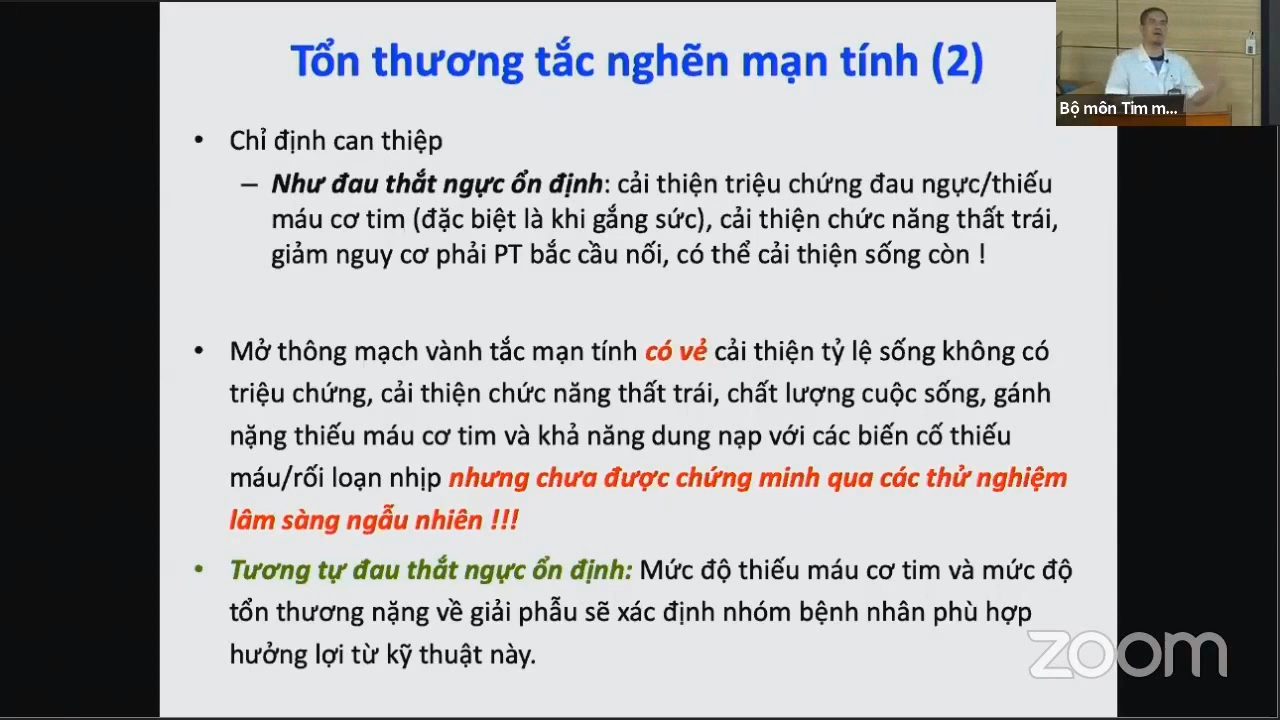 Tổn thương tắc nghẽn mạn tính (2)
Bộ môn Tim m...
• Chỉ định can thiệp
– Như đau thắt ngực ổn định: cải thiện triệu chứng đau ngực/thiếu
máu cơ tim (đặc biệt là khi gắng sức), cải thiện chức năng thất trái,
giảm nguy cơ phải PT bắc cầu nối, có thể cải thiện sống còn !
• Mở thông mạch vành tắc mạn tính có vẻ cải thiện tỷ lệ sống không có
triệu chứng, cải thiện chức năng thất trái, chất lượng cuộc sống, gánh
nặng thiếu máu cơ tim và khả năng dung nạp với các biến cố thiếu
máu/rối loạn nhịp nhưng chưa được chứng minh qua các thử nghiệm
lâm sàng ngẫu nhiên !!!
• Tương tự đau thắt ngực ổn định: Mức độ thiếu máu cơ tim và mức độ
tổn thương nặng về giải phẫu sẽ xác định nhóm bệnh nhân phù hợp
hưởng lợi từ kỹ thuật này.
zoom